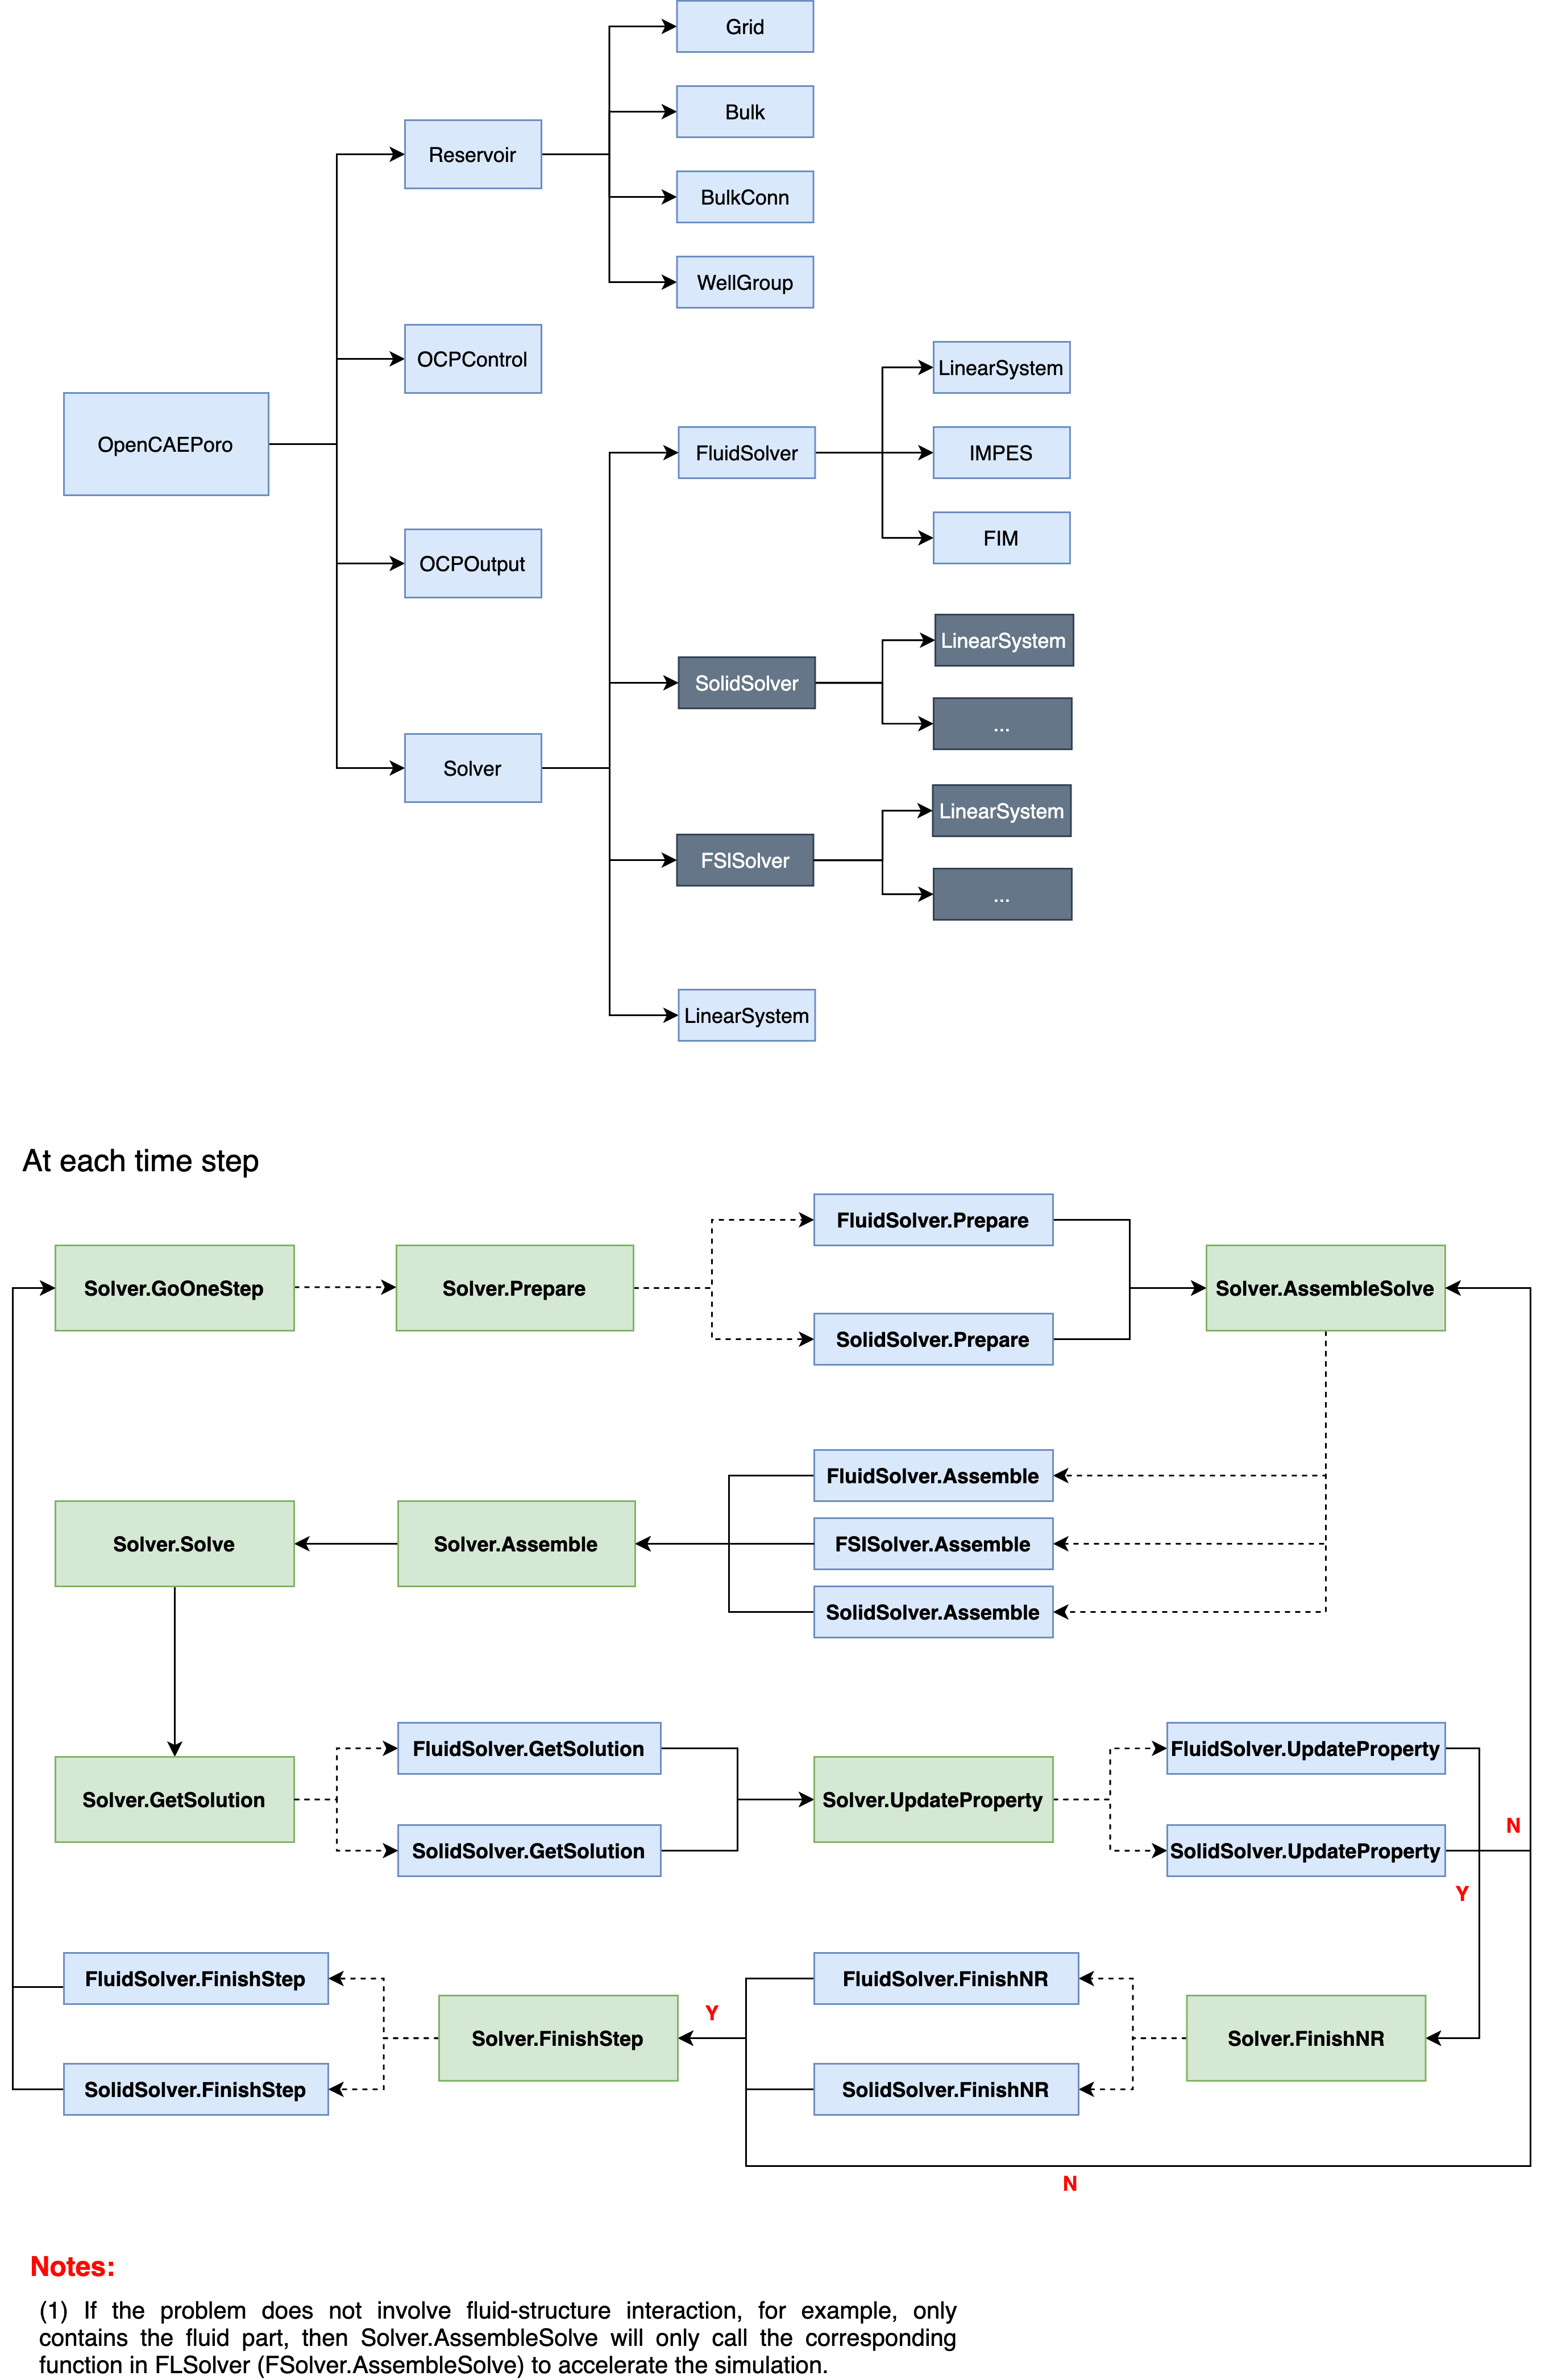 Grid
Bulk
Reservoir
BulkConn
WellGroup
OCPControl
LinearSystem
OpenCAEPoro
FluidSolver
IMPES
FIM
OCPOutput
LinearSystem
SolidSolver
...
Solver
LinearSystem
FSISolver
...
LinearSystem
At each time step
FluidSolver.Prepare
Solver.GoOneStep
Solver.Prepare
Solver.AssembleSolve
SolidSolver.Prepare
FluidSolver.Assemble
Solver.Solve
Solver.Assemble
FSISolver.Assemble
SolidSolver.Assemble
FluidSolver.GetSolution
FluidSolver.UpdateProperty
Solver.GetSolution
Solver.UpdateProperty
N
SolidSolver.GetSolution
SolidSolver.UpdateProperty
Y
FluidSolver.FinishStep
FluidSolver.FinishNR
Y
Solver.FinishStep
Solver.FinishNR
SolidSolver.FinishStep
SolidSolver.FinishNR
N
Notes:
(1) If the problem does not involve fluid-structure interaction, for example, only
contains the fluid part, then Solver.AssembleSolve will only call the corresponding
function in FLSolver (FSolver.AssembleSolve) to accelerate the simulation.